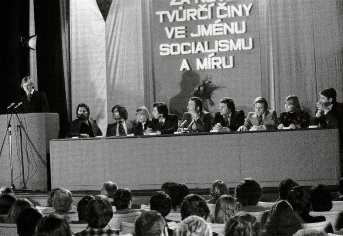 ZA NOVÉ
TVŮRČÍ ČINY
VE JMÉNU
SOCIALISMU
A MÍRU